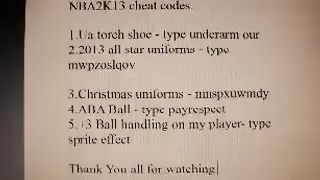 NBA2K13 cheat codes.
1.Ua torch shoe - type underarm our
2.2013 all star uniforms - type
mwpzoslqov
3.Christmas uniforms - mnspxuwmdy
4.ABA Ball - type payrespect
5.+3 Ball handling on my player- type
sprite effect
Thank You all for watching